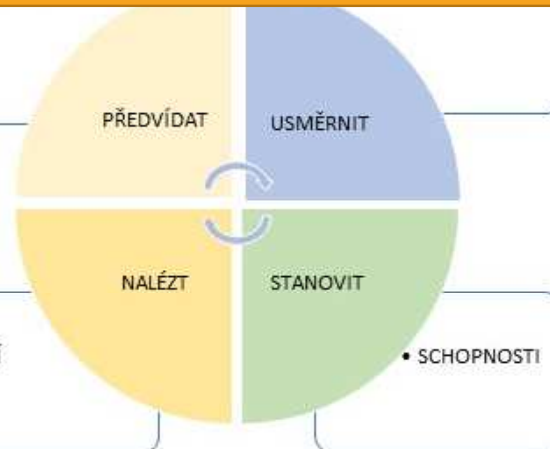 PŘEDVÍDAT
USMĚRNIT
NALÉZT
STANOVIT
• SCHOPNOSTI